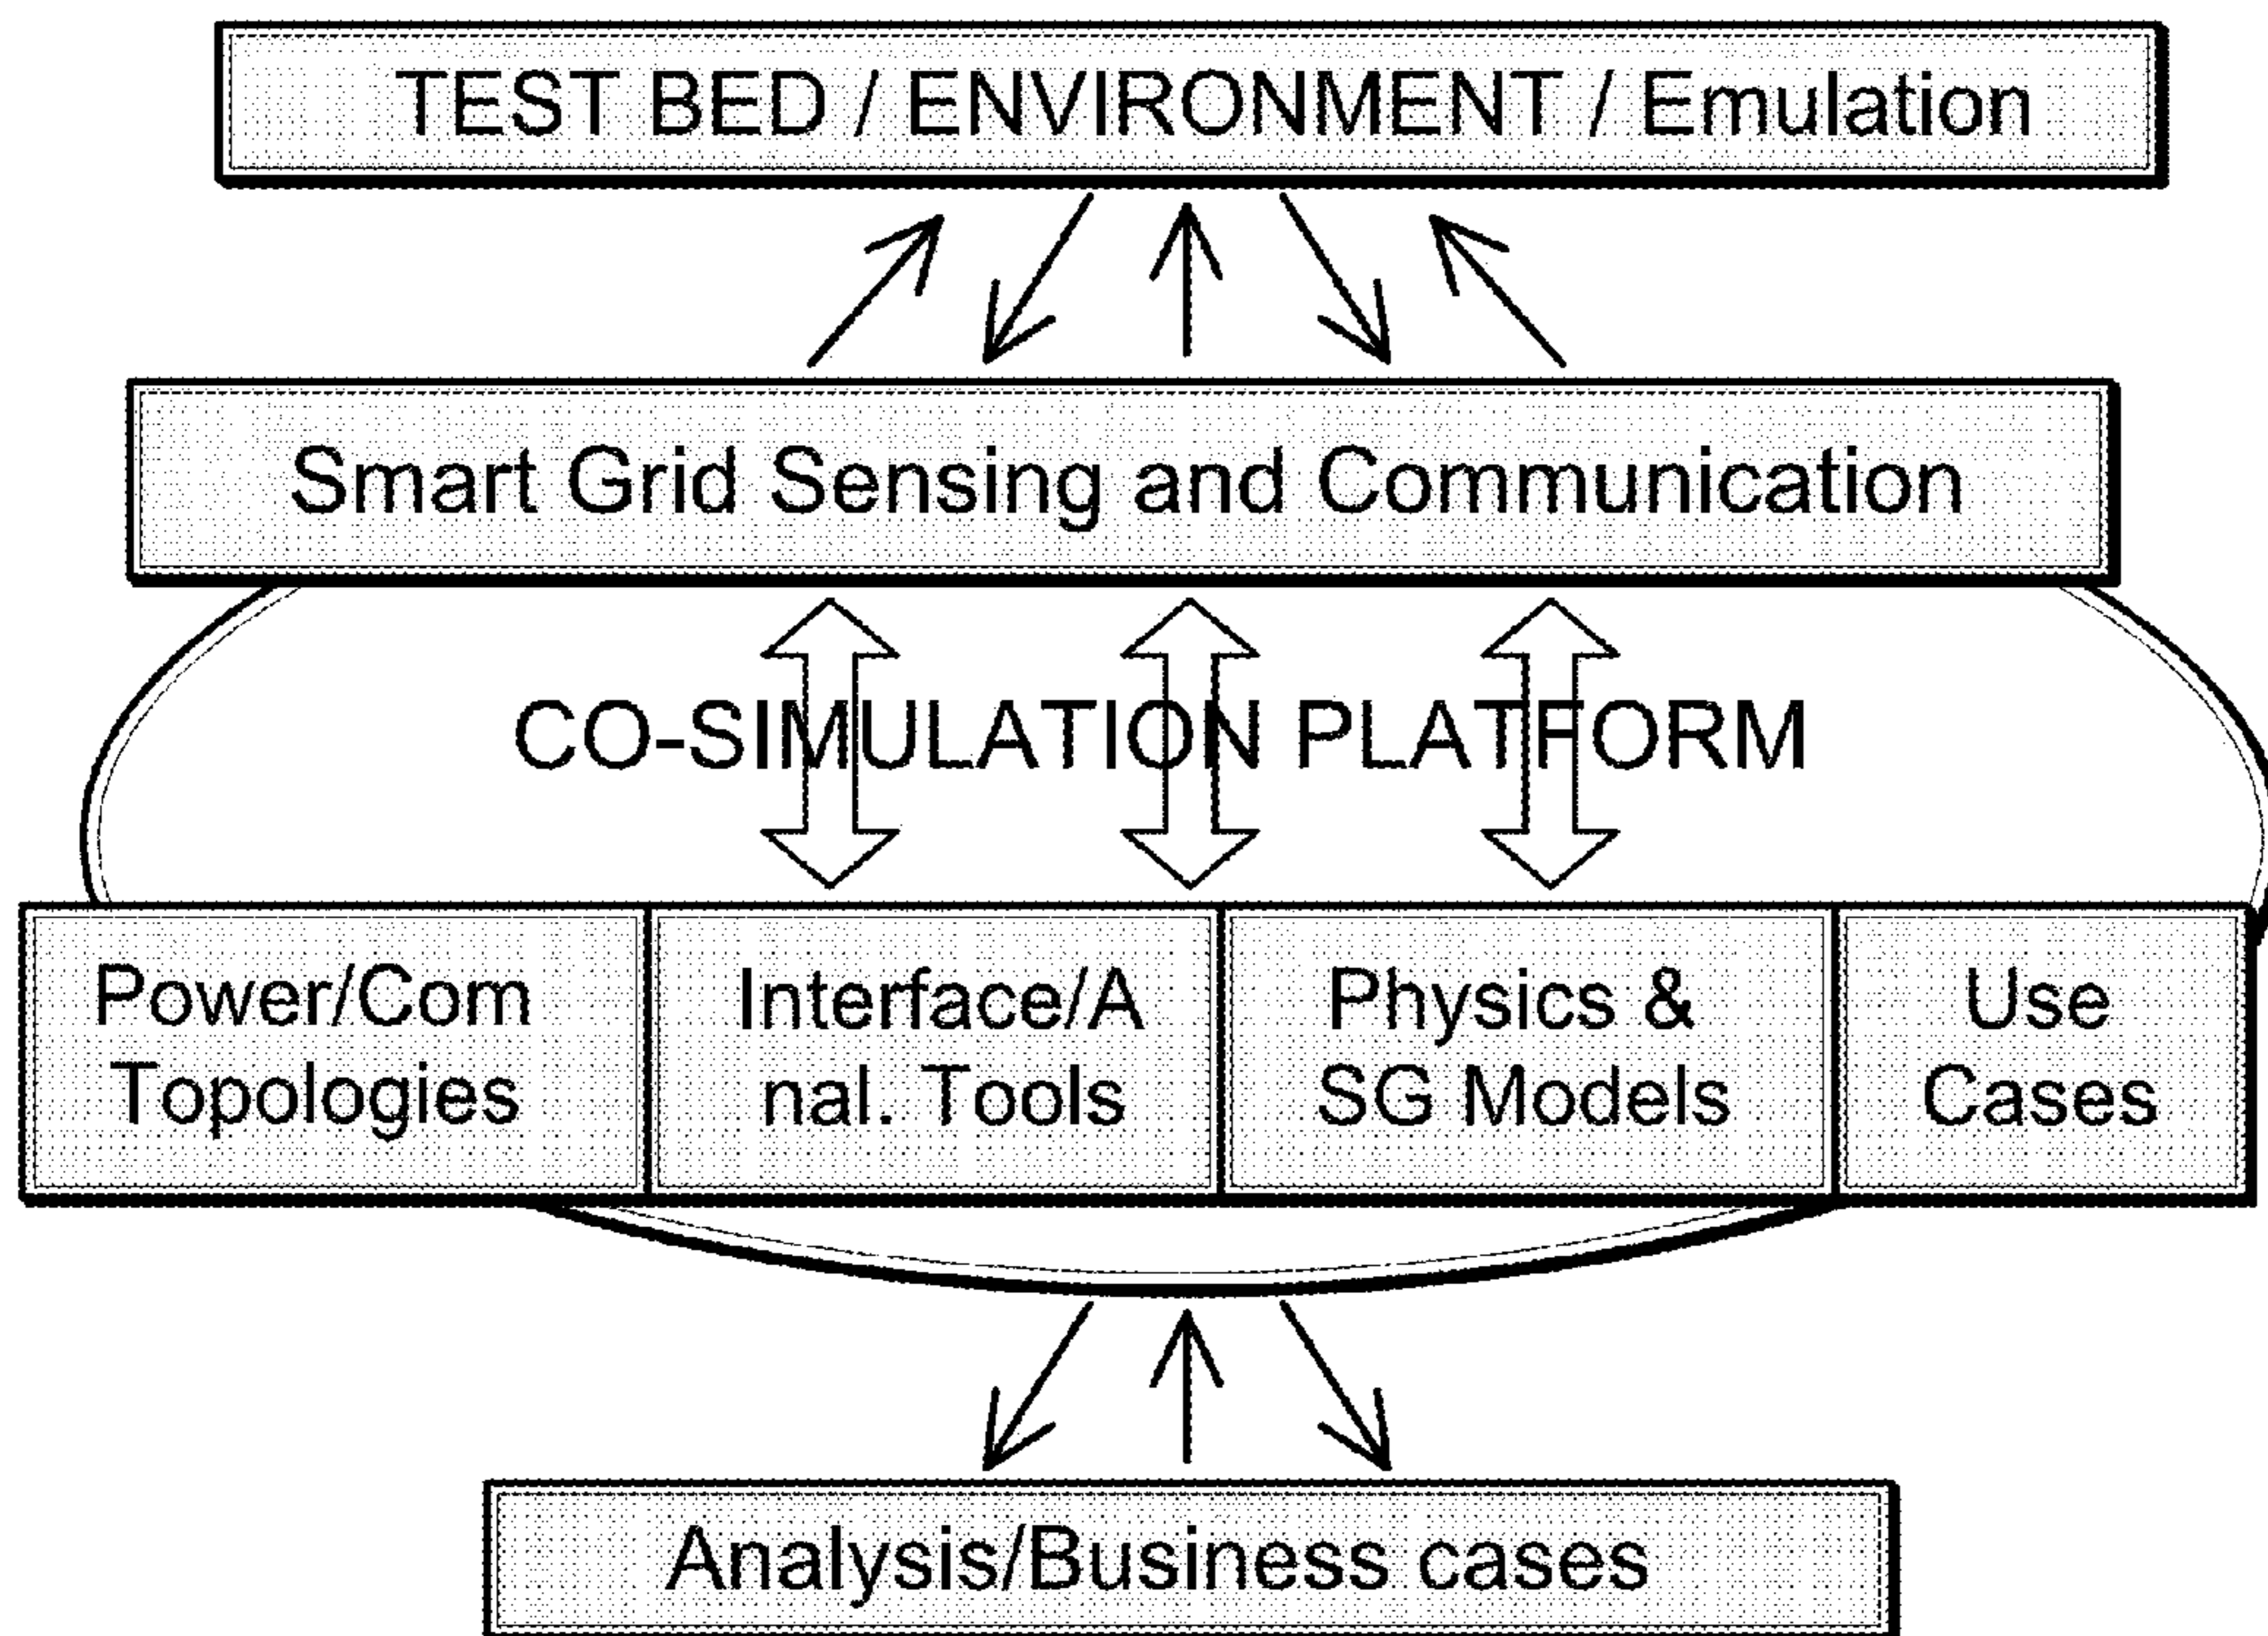 TEST BED / ENVIRONMENT / Emulation
Smart Grid Sensing and Communication
CO-SIMULATION PLATFORM
Power/Com
Topologies
Interface/A
nal. Tools
Physics &
SG Models
Use
Cases
Analysis/Business cases